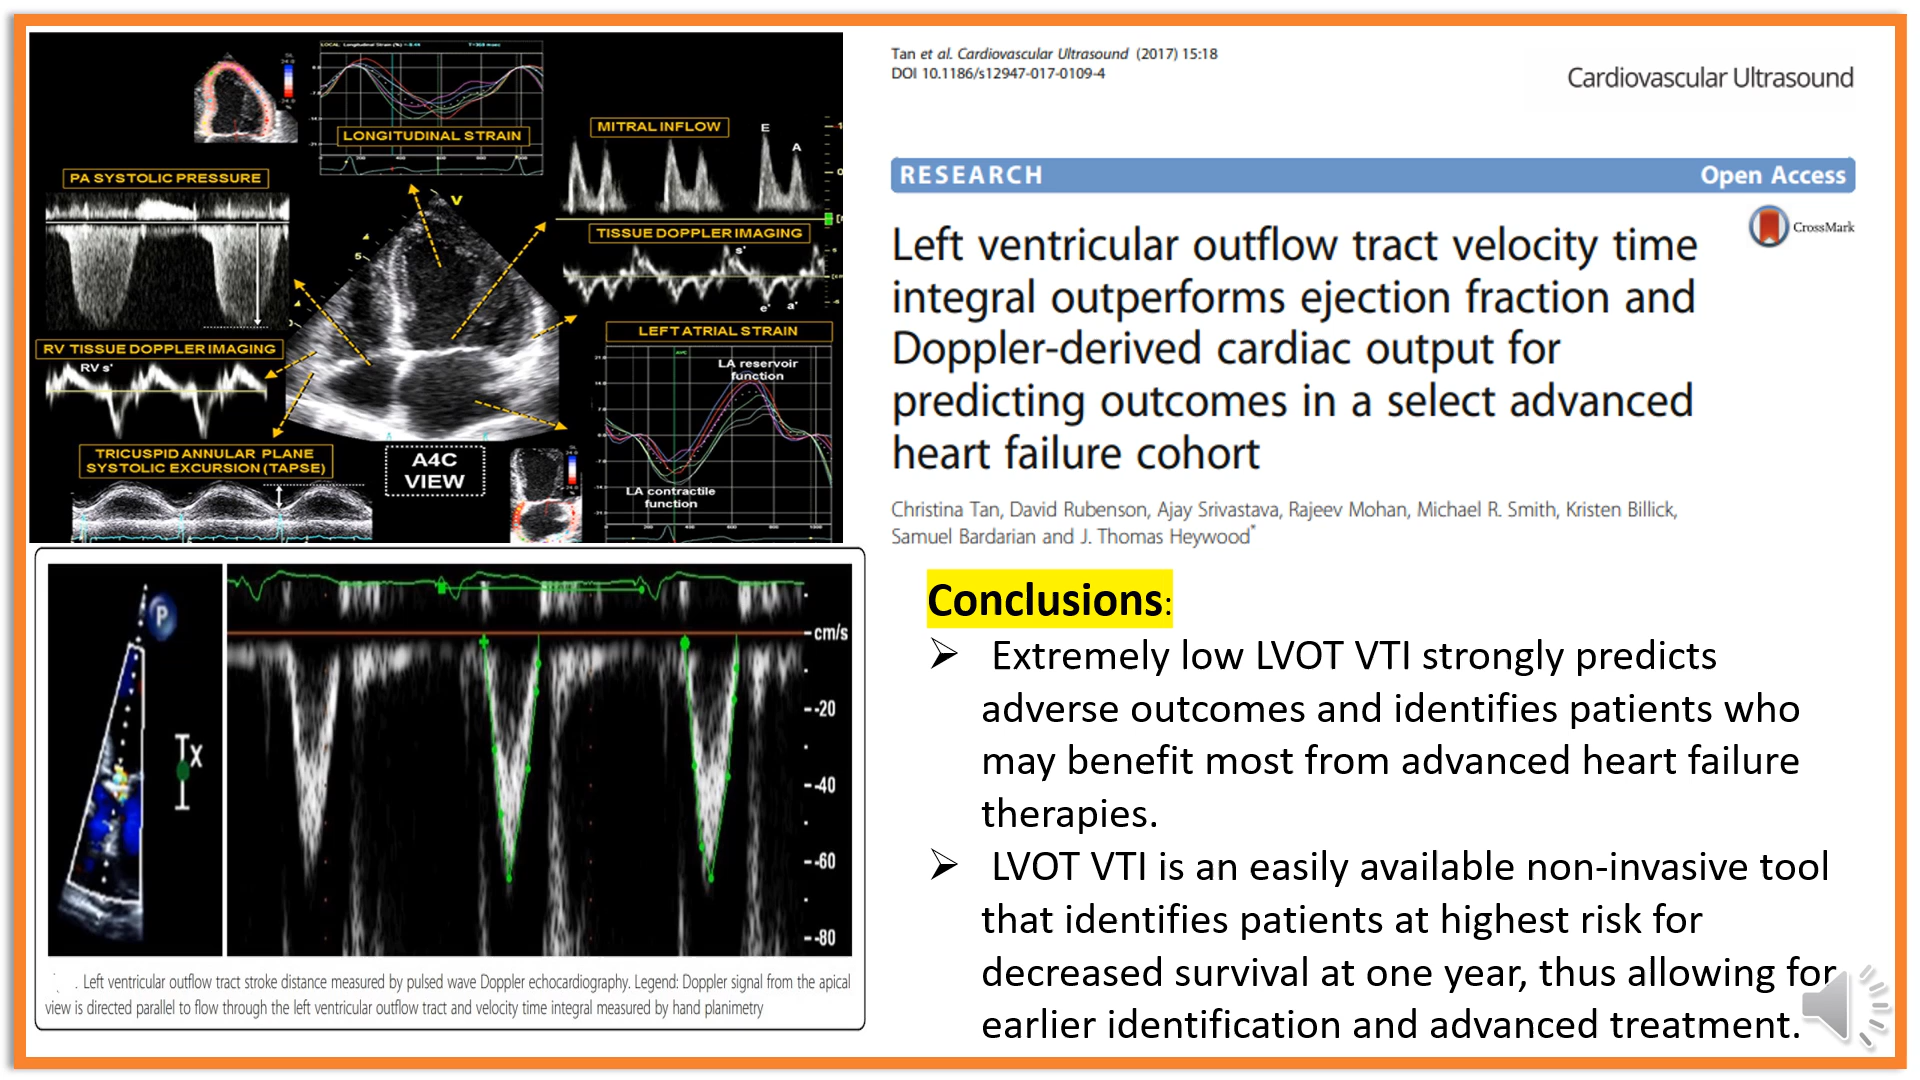 LOCAL: Longitudinal Strain
LONGITUDINAL STRAIN
MITRAL INFLOW
E
A
PA SYSTOLIC PRESSURE
V
5
TISSUE DOPPLER IMAGING
s'
e' a'
LEFT ATRIAL STRAIN
AVC
LA reservoir
function
LA contractile
function
RV TISSUE DOPPLER IMAGING
RV s'
TRICUSPID ANNULAR PLANE
SYSTOLIC EXCURSION (TAPSE)
A4C
VIEW
P
Tx
cm/s
-20
-40
-60
-80
. Left ventricular outflow tract stroke distance measured by pulsed wave Doppler echocardiography. Legend: Doppler signal from the apical
view is directed parallel to flow through the left ventricular outflow tract and velocity time integral measured by hand planimetry
Tan et al. Cardiovascular Ultrasound (2017) 15:18
DOI 10.1186/s12947-017-0109-4
Cardiovascular Ultrasound
RESEARCH Open Access
CrossMark
Left ventricular outflow tract velocity time
integral outperforms ejection fraction and
Doppler-derived cardiac output for
predicting outcomes in a select advanced
heart failure cohort
Christina Tan, David Rubenson, Ajay Srivastava, Rajeev Mohan, Michael R. Smith, Kristen Billick,
Samuel Bardarian and J. Thomas Heywood*
Conclusions:
➢ Extremely low LVOT VTI strongly predicts
adverse outcomes and identifies patients who
may benefit most from advanced heart failure
therapies.
➢ LVOT VTI is an easily available non-invasive tool
that identifies patients at highest risk for
decreased survival at one year, thus allowing for
earlier identification and advanced treatment.